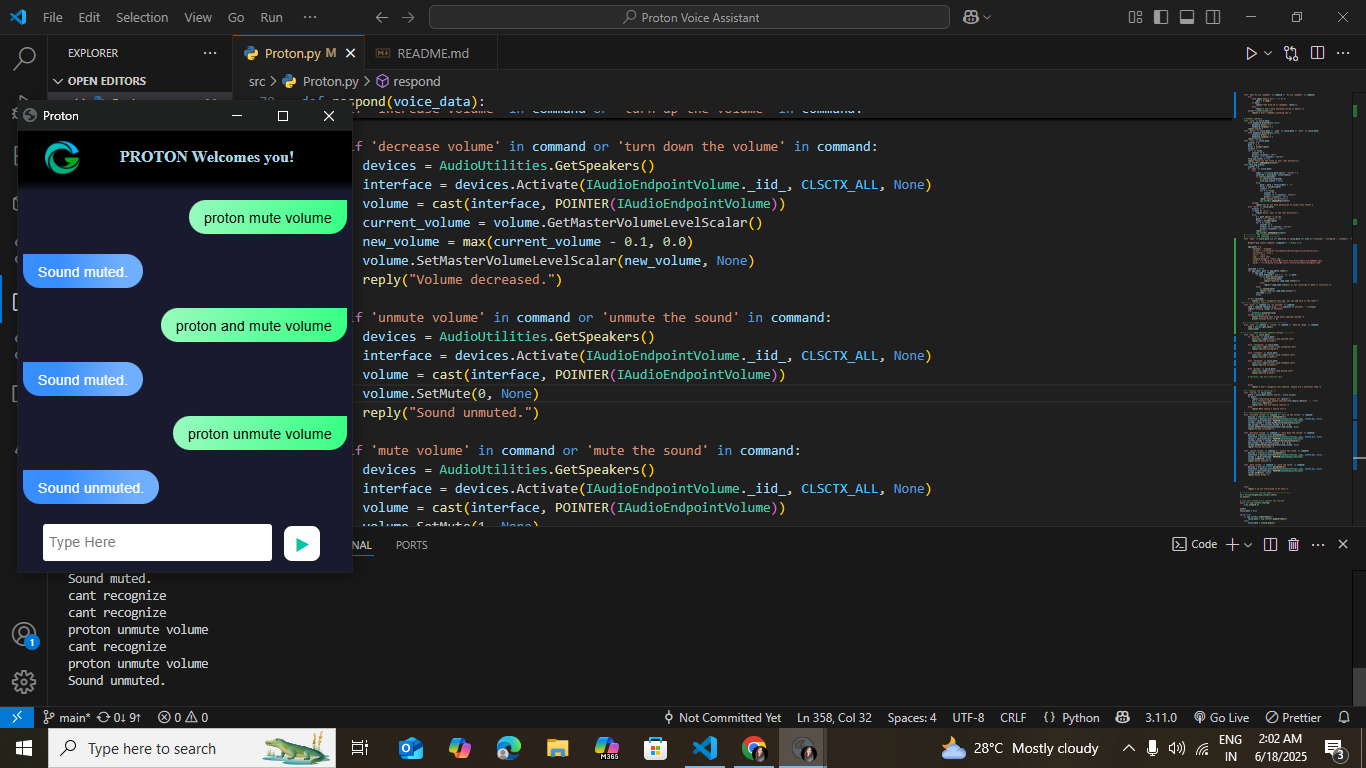 File Edit Selection View Go Run ··· Proton Voice Assistant
EXPLORER ···
Proton.py M
README.md
OPEN EDITORS
src > Proton.py > respond
respond(voice_data):
Proton
PROTON Welcomes you!
proton mute volume
Sound muted.
proton and mute volume
Sound muted.
proton unmute volume
Sound unmuted.
Type Here
f 'decrease volume' in command or 'turn down the volume' in command:
devices = AudioUtilities.GetSpeakers()
interface = devices.Activate(IAudioEndpointVolume._iid_, CLSCTX_ALL, None)
volume = cast(interface, POINTER(IAudioEndpointVolume))
current_volume = volume.GetMasterVolumeLevelScalar()
new_volume = max(current_volume - 0.1, 0.0)
volume.SetMasterVolumeLevelScalar(new_volume, None)
reply("Volume decreased.")
f 'unmute volume' in command or 'unmute the sound' in command:
devices = AudioUtilities.GetSpeakers()
interface = devices.Activate(IAudioEndpointVolume._iid_, CLSCTX_ALL, None)
volume = cast(interface, POINTER(IAudioEndpointVolume))
volume.SetMute(0, None)
reply("Sound unmuted.")
f 'mute volume' in command or 'mute the sound' in command:
devices = AudioUtilities.GetSpeakers()
interface = devices.Activate(IAudioEndpointVolume._iid_, CLSCTX_ALL, None)
volume = cast(interface, POINTER(IAudioEndpointVolume))
volume.SetMute(1, None)
NAL PORTS Code
Sound muted.
cant recognize
cant recognize
proton unmute volume
cant recognize
proton unmute volume
Sound unmuted.
1
main* 0↓ 9↑ 0 0 Not Committed Yet Ln 358, Col 32 Spaces: 4 UTF-8 CRLF { } Python 3.11.0 Go Live Prettier
Type here to search
M365
28°C Mostly cloudy
ENG
IN
2:02 AM
6/18/2025
3